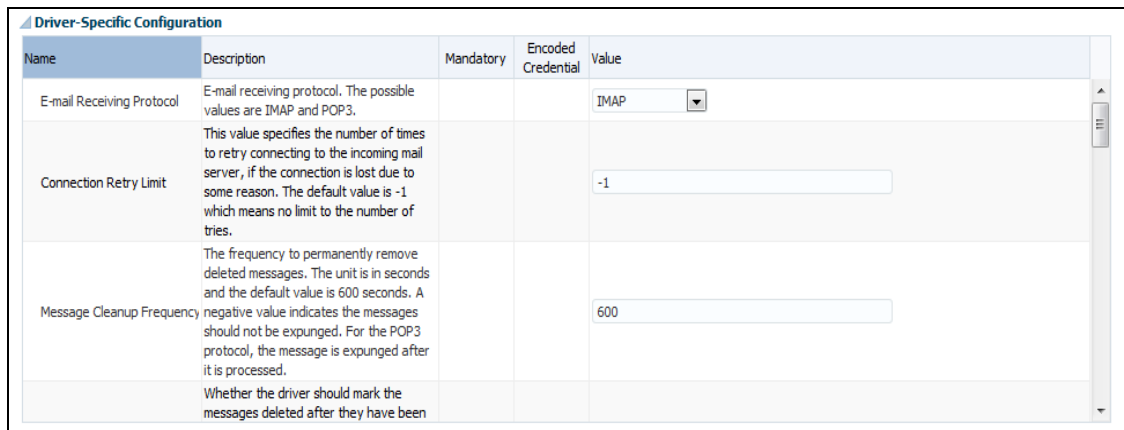 Driver-Specific Configuration
Name Description Mandatory Encoded Credential Value
E-mail Receiving Protocol
E-mail receiving protocol. The possible
values are IMAP and POP3.
IMAP
Connection Retry Limit
This value specifies the number of times
to retry connecting to the incoming mail
server, if the connection is lost due to
some reason. The default value is -1
which means no limit to the number of
tries.
-1
Message Cleanup Frequency
The frequency to permanently remove
deleted messages. The unit is in seconds
and the default value is 600 seconds. A
negative value indicates the messages
should not be expunged. For the POP3
protocol, the message is expunged after
it is processed.
600
Whether the driver should mark the
messages deleted after they have been